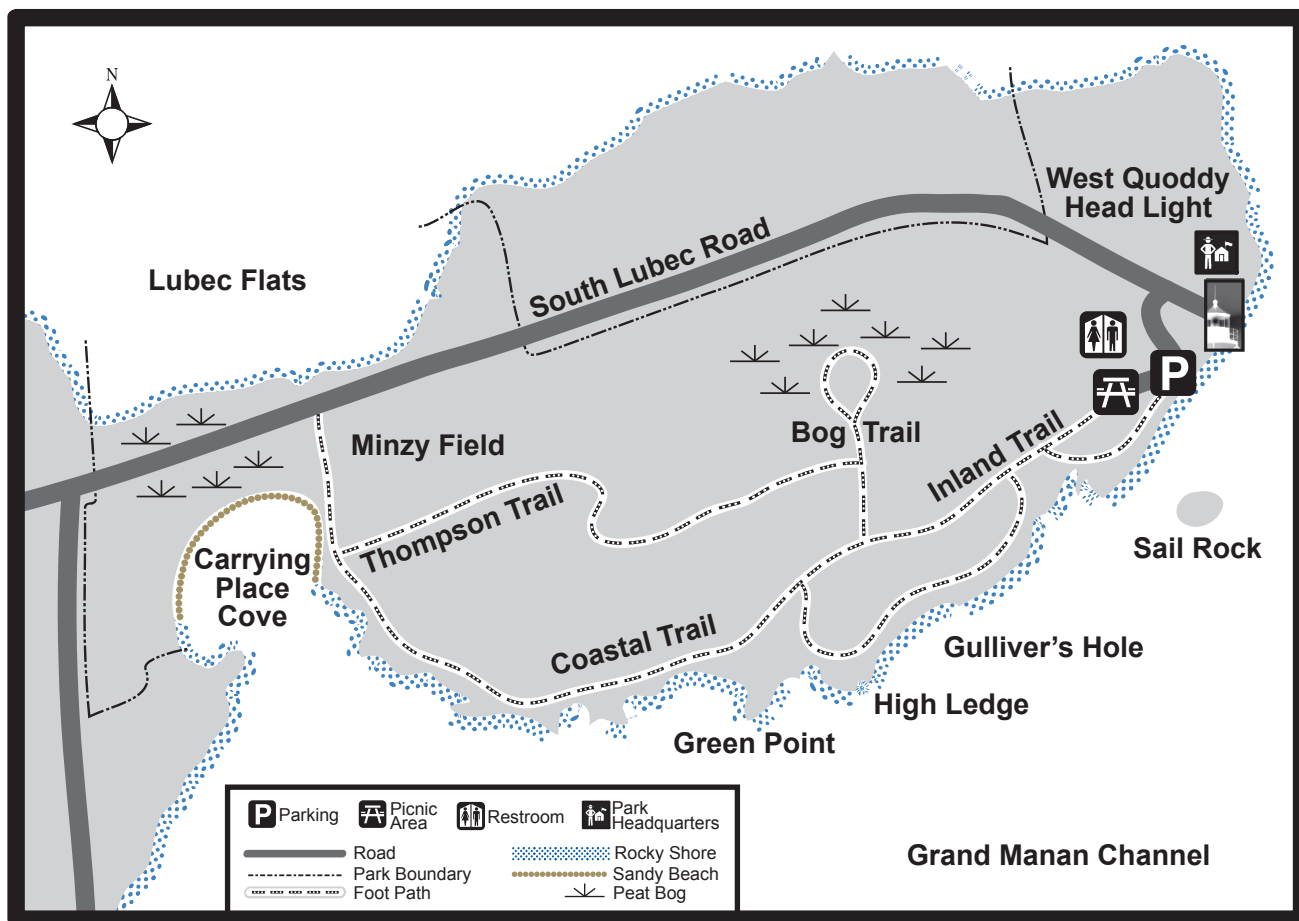 N
West Quoddy
Head Light
South Lubec Road
Lubec Flats
P
Minzy Field
Bog Trail
Inland Trail
Thompson Trail
Sail Rock
Carrying
Place
Cove
Coastal Trail
Gulliver's Hole
High Ledge
Green Point
P Parking
Picnic
Area
Restroom
Park
Headquarters
Road
Rocky Shore
Park Boundary
Sandy Beach
Foot Path
Peat Bog
Grand Manan Channel